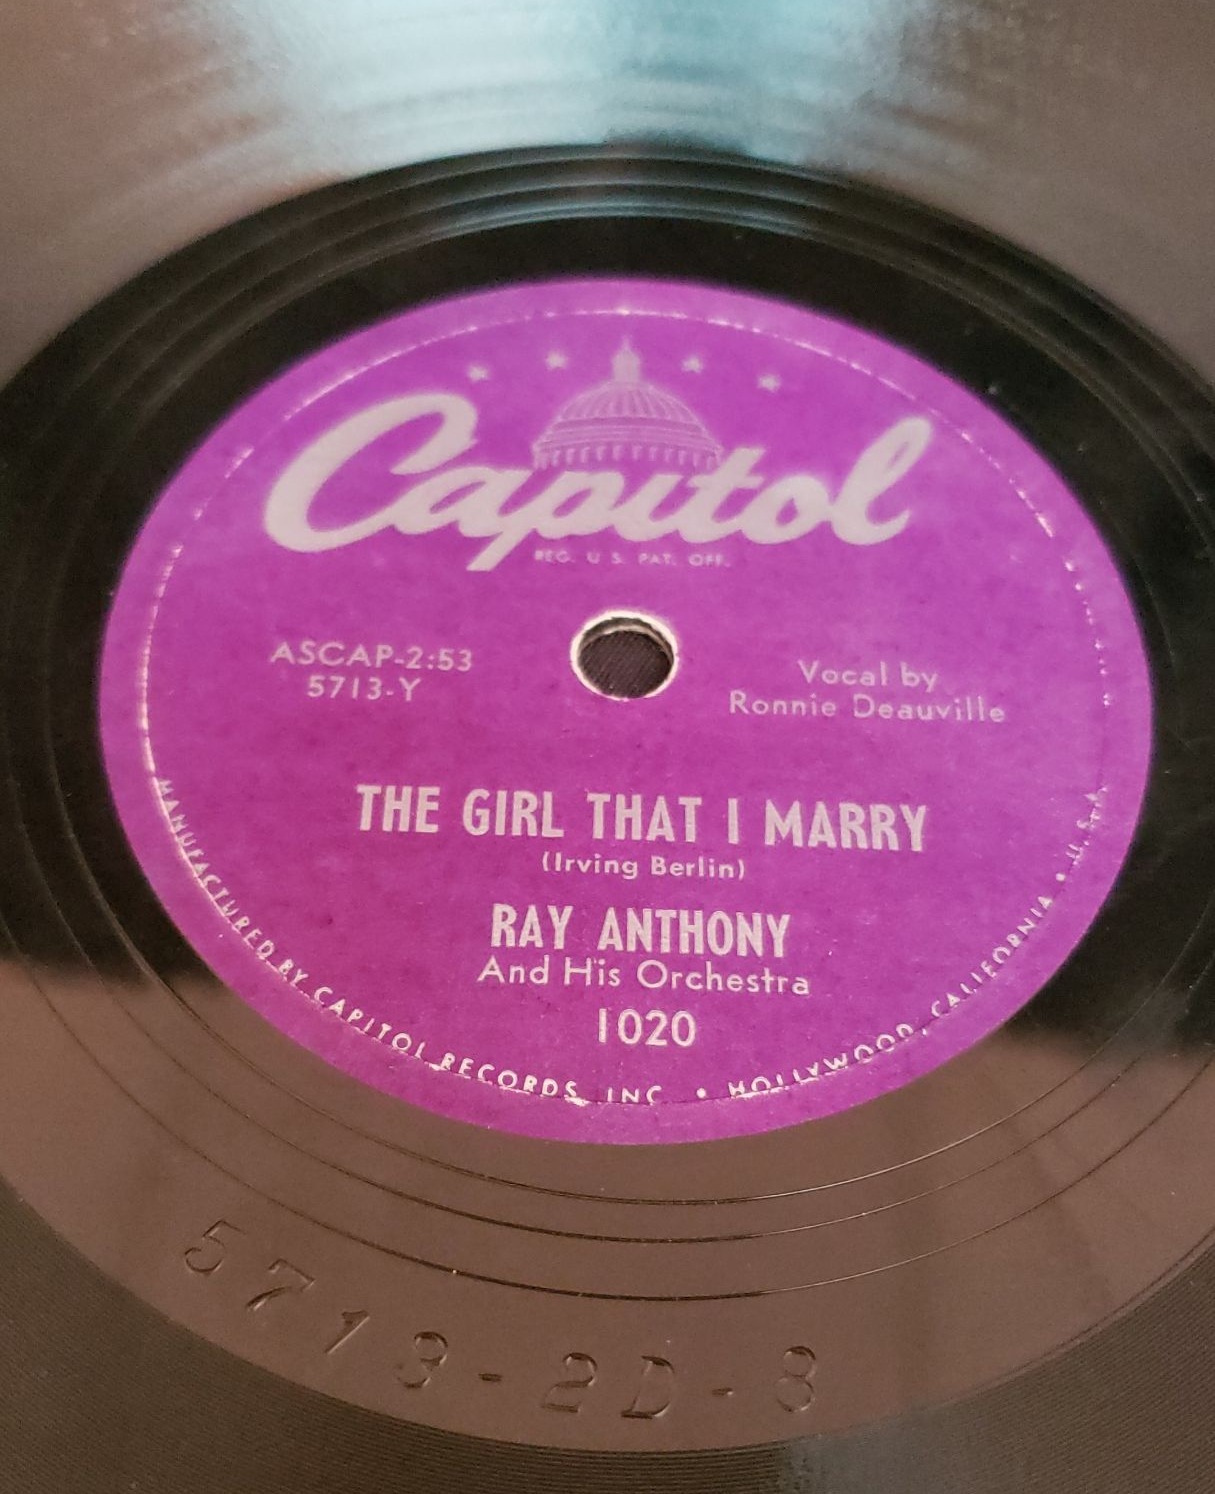 Capitol
REG. U.S. PAT. OFF.
ASCAP-2:53
5713-Y
Vocal by
Ronnie Deauville
THE GIRL THAT I MARRY
(Irving Berlin)
RAY ANTHONY
And His Orchestra
1020
MANUFACTURED BY CAPITOL RECORDS, INC • HOLLYWOOD, CALIFORNIA • U.S.A.
5713-2D-8